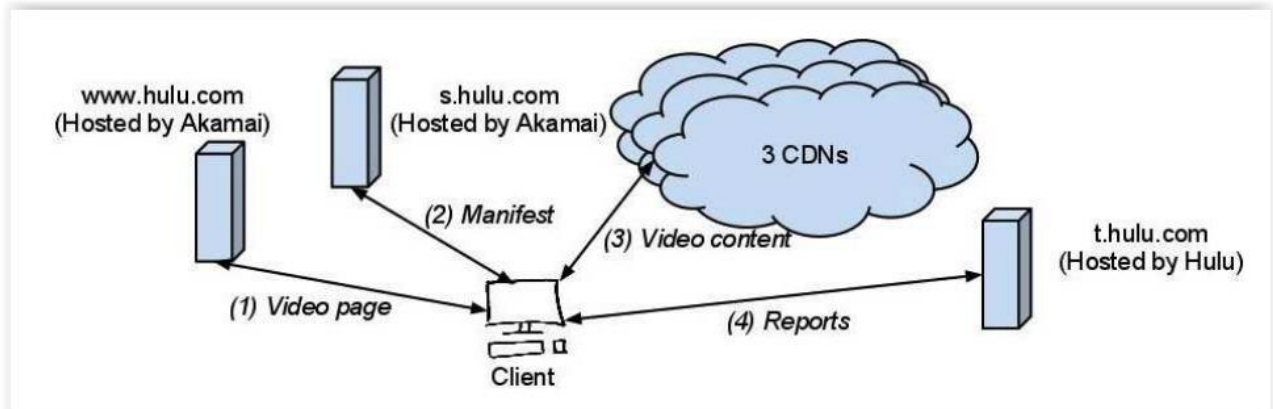 www.hulu.com
(Hosted by Akamai)
s.hulu.com
(Hosted by Akamai)
3 CDNs
(2) Manifest
(3) Video content
t.hulu.com
(Hosted by Hulu)
(1) Video page
(4) Reports
Client